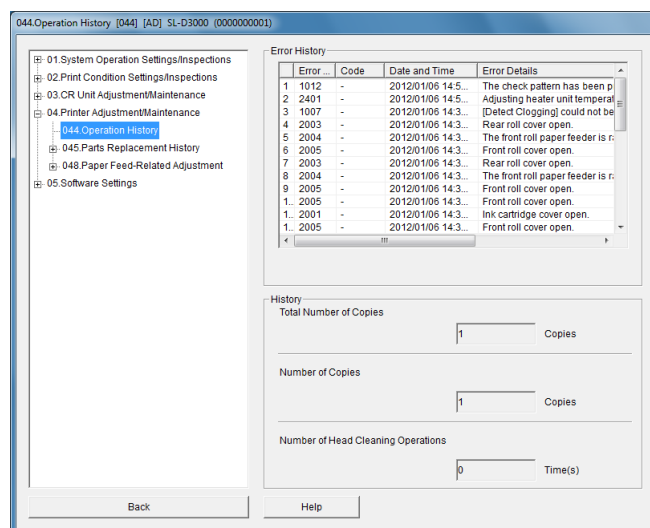 044.Operation History [044] [AD] SL-D3000 (0000000001)
01.System Operation Settings/Inspections
02.Print Condition Settings/Inspections
03.CR Unit Adjustment/Maintenance
04.Printer Adjustment/Maintenance
044.Operation History
045.Parts Replacement History
048.Paper Feed-Related Adjustment
05.Software Settings
Error History
Error ... Code Date and Time Error Details
1 1012 - 2012/01/06 14:5... The check pattern has been p
2 2401 - 2012/01/06 14:5... Adjusting heater unit temperat
3 1007 - 2012/01/06 14:3... [Detect Clogging] could not be
4 2003 - 2012/01/06 14:3... Rear roll cover open.
5 2004 - 2012/01/06 14:3... The front roll paper feeder is ra
6 2005 - 2012/01/06 14:3... Front roll cover open.
7 2003 - 2012/01/06 14:3... Rear roll cover open.
8 2004 - 2012/01/06 14:3... The front roll paper feeder is ra
9 2005 - 2012/01/06 14:3... Front roll cover open.
1.. 2005 - 2012/01/06 14:3... Front roll cover open.
1.. 2001 - 2012/01/06 14:3... Ink cartridge cover open.
1.. 2005 - 2012/01/06 14:3... Front roll cover open.
History
Total Number of Copies
1 Copies
Number of Copies
1 Copies
Number of Head Cleaning Operations
0 Time(s)
Back Help